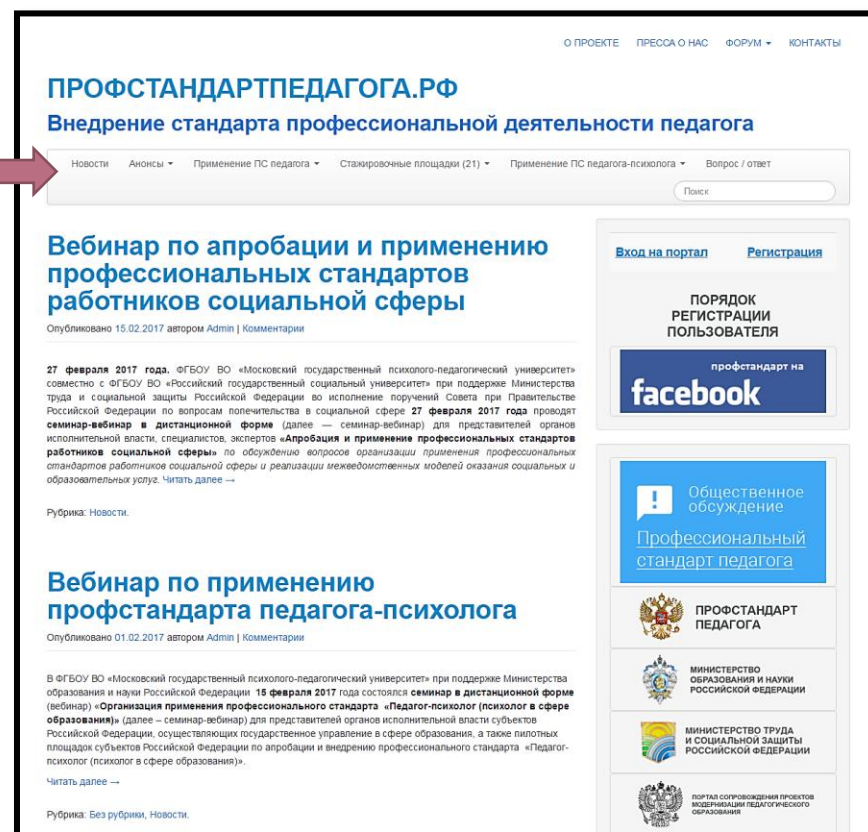 О ПРОЕКТЕ ПРЕССА О НАС ФОРУМ КОНТАКТЫ
ПРОФСТАНДАРТПЕДАГОГА.РФ
Внедрение стандарта профессиональной деятельности педагога
Новости Анонсы Применение ПС педагога Стажировочные площадки (21) Применение ПС педагога-психолога Вопрос / ответ
Поиск
Вебинар по апробации и применению
профессиональных стандартов
работников социальной сферы
Опубликовано 15.02.2017 автором Admin | Комментарии
27 февраля 2017 года, ФГБОУ ВО «Московский государственный психолого-педагогический университет»
совместно с ФГБОУ ВО «Российский государственный социальный университет» при поддержке Министерства
труда и социальной защиты Российской Федерации во исполнение поручений Совета при Правительстве
Российской Федерации по вопросам попечительства в социальной сфере 27 февраля 2017 года проводят
семинар-вебинар в дистанционной форме (далее — семинар-вебинар) для представителей органов
исполнительной власти, специалистов, экспертов «Апробация и применение профессиональных стандартов
работников социальной сферы» по обсуждению вопросов организации применения профессиональных
стандартов работников социальной сферы и реализации межведомственных моделей оказания социальных и
образовательных услуг. Читать далее →
Рубрика: Новости.
Вебинар по применению
профстандарта педагога-психолога
Опубликовано 01.02.2017 автором Admin | Комментарии
В ФГБОУ ВО «Московский государственный психолого-педагогический университет» при поддержке Министерства
образования и науки Российской Федерации 15 февраля 2017 года состоялся семинар в дистанционной форме
(вебинар) «Организация применения профессионального стандарта «Педагог-психолог (психолог в сфере
образования)» (далее – семинар-вебинар) для представителей органов исполнительной власти субъектов
Российской Федерации, осуществляющих государственное управление в сфере образования, а также пилотных
площадок субъектов Российской Федерации по апробации и внедрению профессионального стандарта «Педагог-
психолог (психолог в сфере образования)».
Читать далее →
Рубрика: Без рубрики, Новости.
Вход на портал Регистрация
ПОРЯДОК
РЕГИСТРАЦИИ
ПОЛЬЗОВАТЕЛЯ
профстандарт на
facebook
Общественное
обсуждение
Профессиональный
стандарт педагога
ПРОФСТАНДАРТ
ПЕДАГОГА
МИНИСТЕРСТВО
ОБРАЗОВАНИЯ И НАУКИ
РОССИЙСКОЙ ФЕДЕРАЦИИ
МИНИСТЕРСТВО ТРУДА
И СОЦИАЛЬНОЙ ЗАЩИТЫ
РОССИЙСКОЙ ФЕДЕРАЦИИ
ПОРТАЛ СОПРОВОЖДЕНИЯ ПРОЕКТОВ
МОДЕРНИЗАЦИИ ПЕДАГОГИЧЕСКОГО
ОБРАЗОВАНИЯ